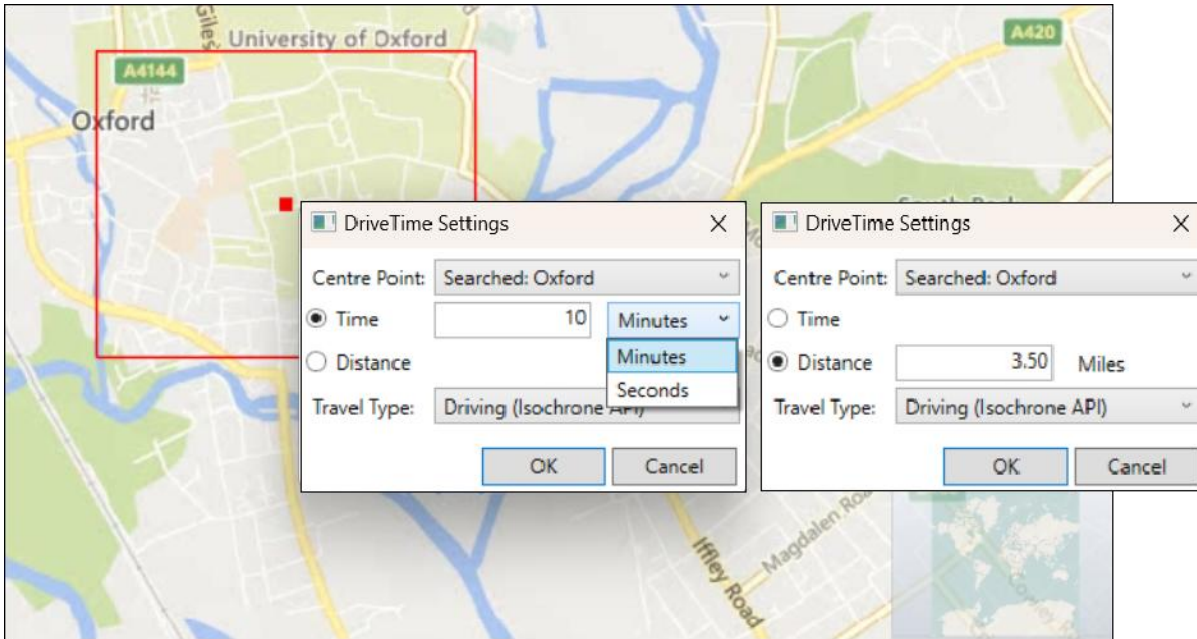 Giles'
University of Oxford
A420
A4144
Oxford
DriveTime Settings
Centre Point: Searched: Oxford
Time 10 Minutes
Minutes
Distance
Seconds
Travel Type: Driving (Isochrone API)
OK Cancel
DriveTime Settings
Centre Point: Searched: Oxford
Time
Distance 3.50 Miles
Travel Type: Driving (Isochrone API)
OK Cancel
Iffley Road
Magdalen Road